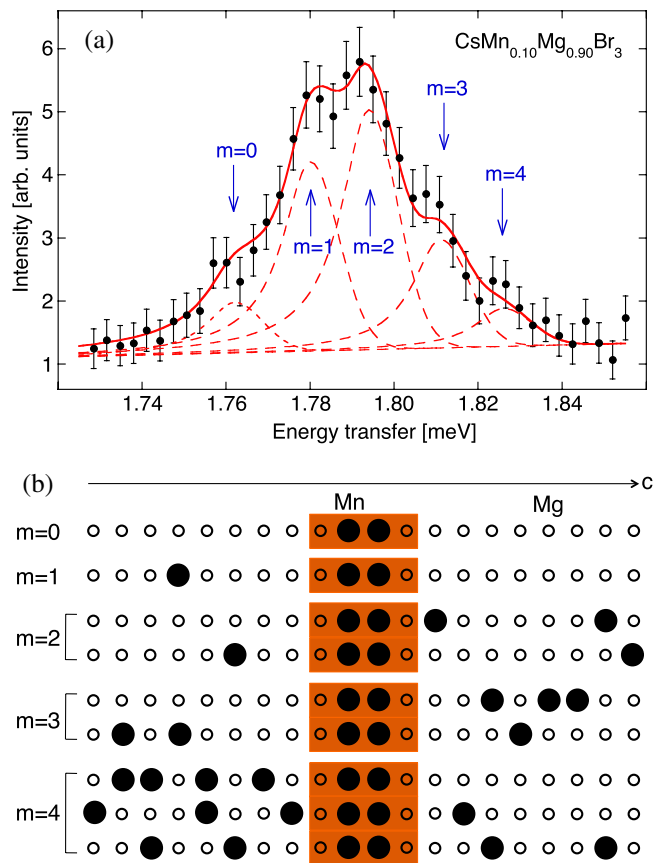 (a)
CsMn0.10Mg0.90Br3
6
5
4
3
2
1
Intensity [arb. units]
m=0
m=1
m=2
m=3
m=4
1.74
1.76
1.78
1.80
1.82
1.84
Energy transfer [meV]
(b)
c
Mn
Mg
m=0
m=1
m=2
m=3
m=4